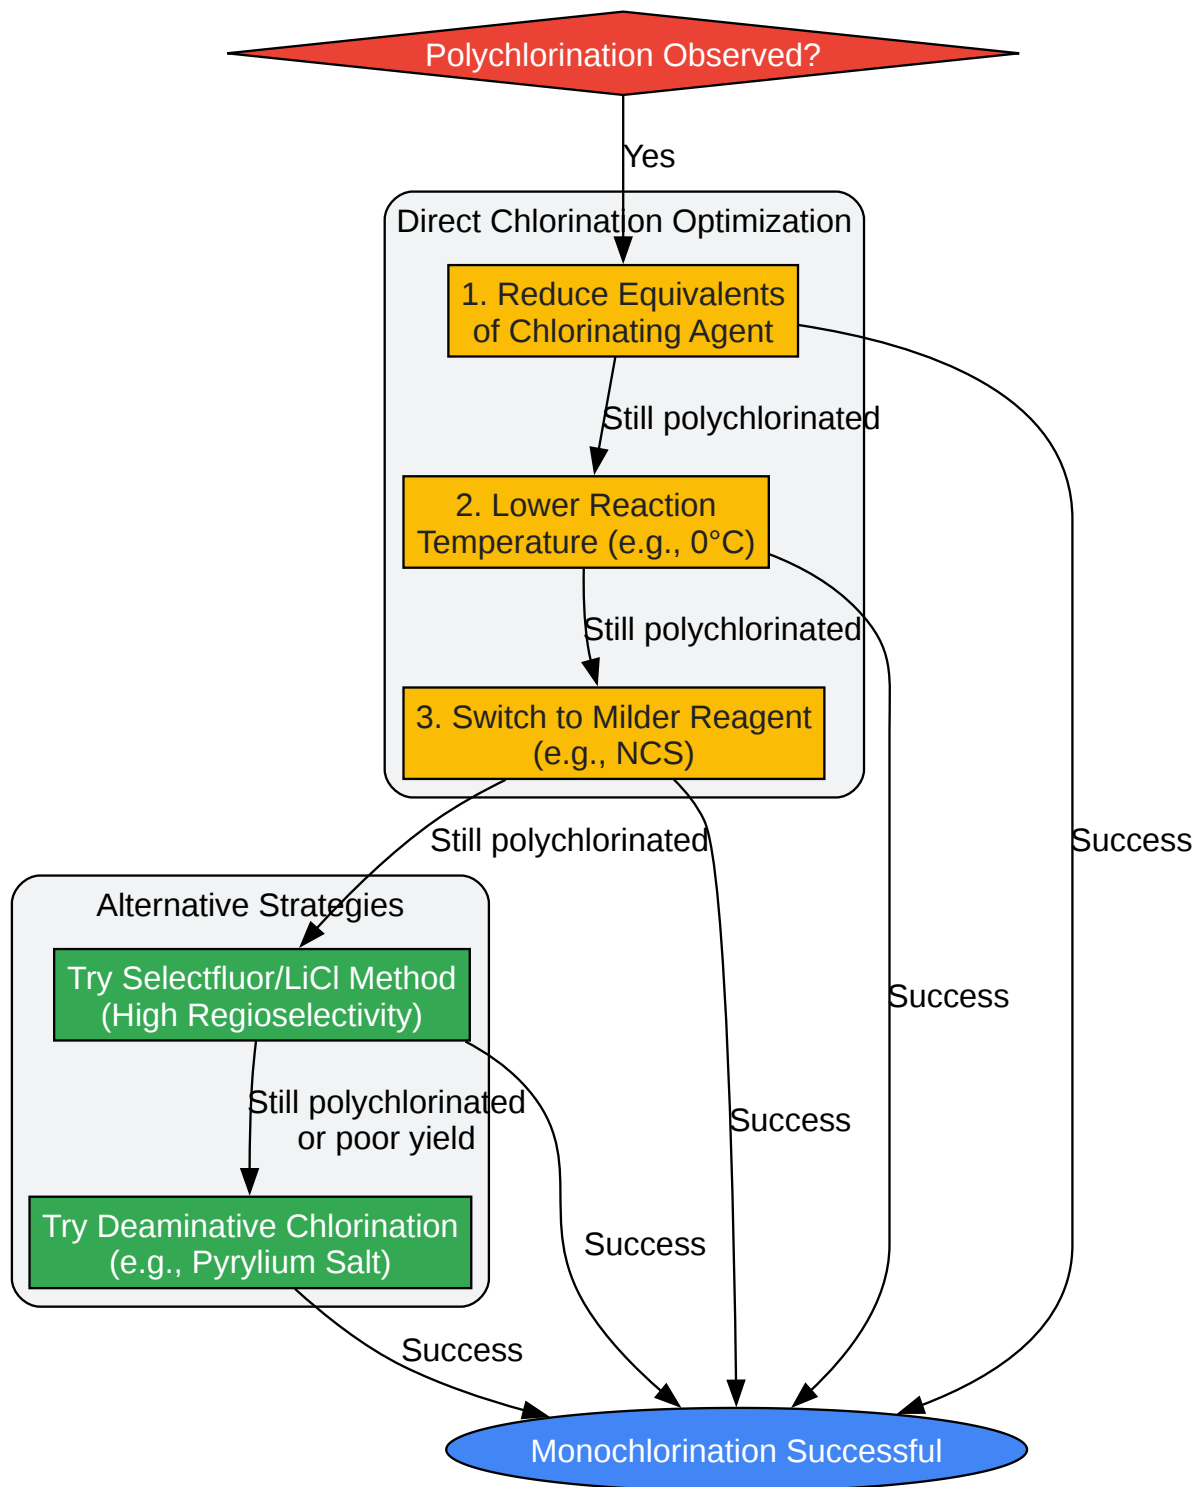 Polychlorination Observed?
Yes
Direct Chlorination Optimization
1. Reduce Equivalents
of Chlorinating Agent
Still polychlorinated
2. Lower Reaction
Temperature (e.g., 0°C)
Still polychlorinated
3. Switch to Milder Reagent
(e.g., NCS)
Still polychlorinated
Success
Alternative Strategies
Try Selectfluor/LiCl Method
(High Regioselectivity)
Success
Still polychlorinated
or poor yield
Success
Try Deaminative Chlorination
(e.g., Pyrylium Salt)
Success
Success
Monochlorination Successful